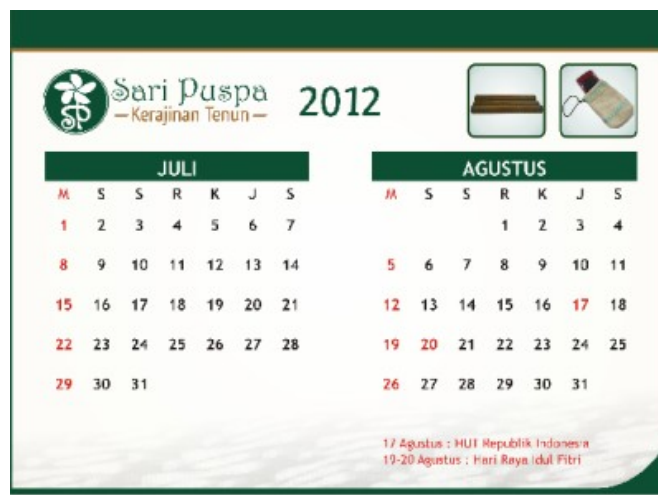 Sari Puspa
Kerajinan Tenun
SP
2012
JULI
M S S R K J S
1 2 3 4 5 6 7
8 9 10 11 12 13 14
15 16 17 18 19 20 21
22 23 24 25 26 27 28
29 30 31
AGUSTUS
M S S R K J S
1 2 3 4
5 6 7 8 9 10 11
12 13 14 15 16 17 18
19 20 21 22 23 24 25
26 27 28 29 30 31
17 Agustus : HUT Republik Indonesia
19-20 Agustus : Hari Raya Idul Fitri